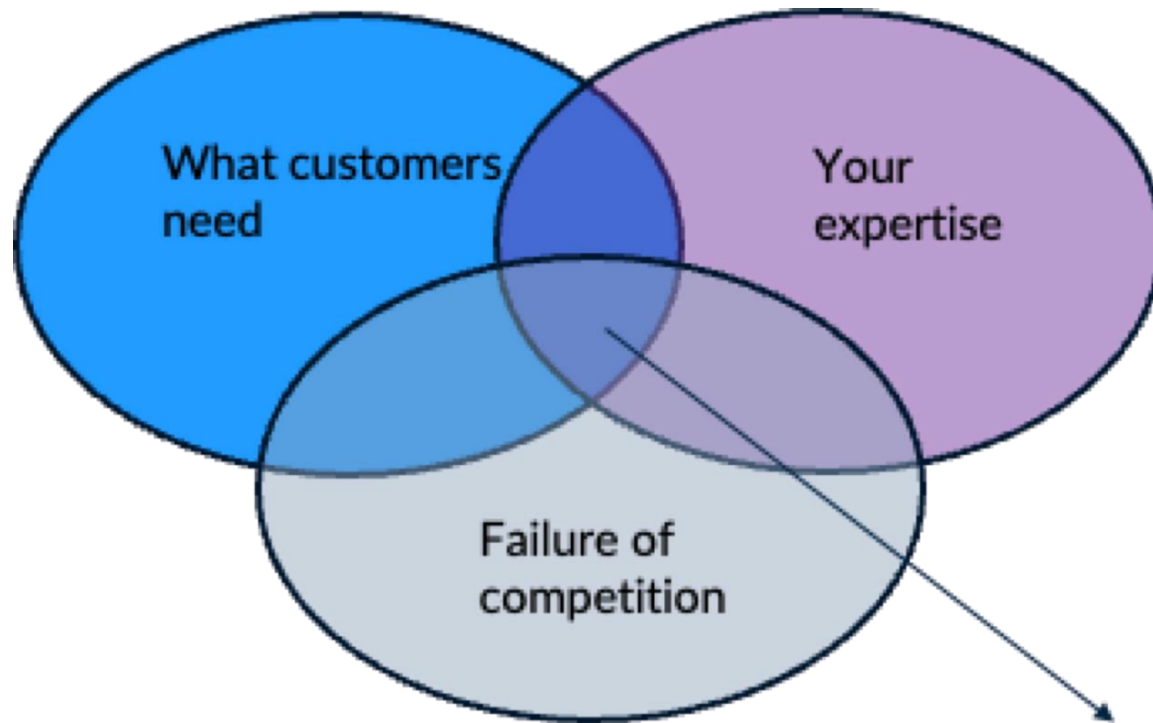 What customers
need
Your
expertise
Failure of
competition